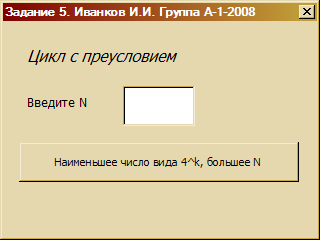 Задание 5. Иванков И.И. Группа А-1-2008
Цикл с преусловием
Введите N
Наименьшее число вида 4^k, большее N